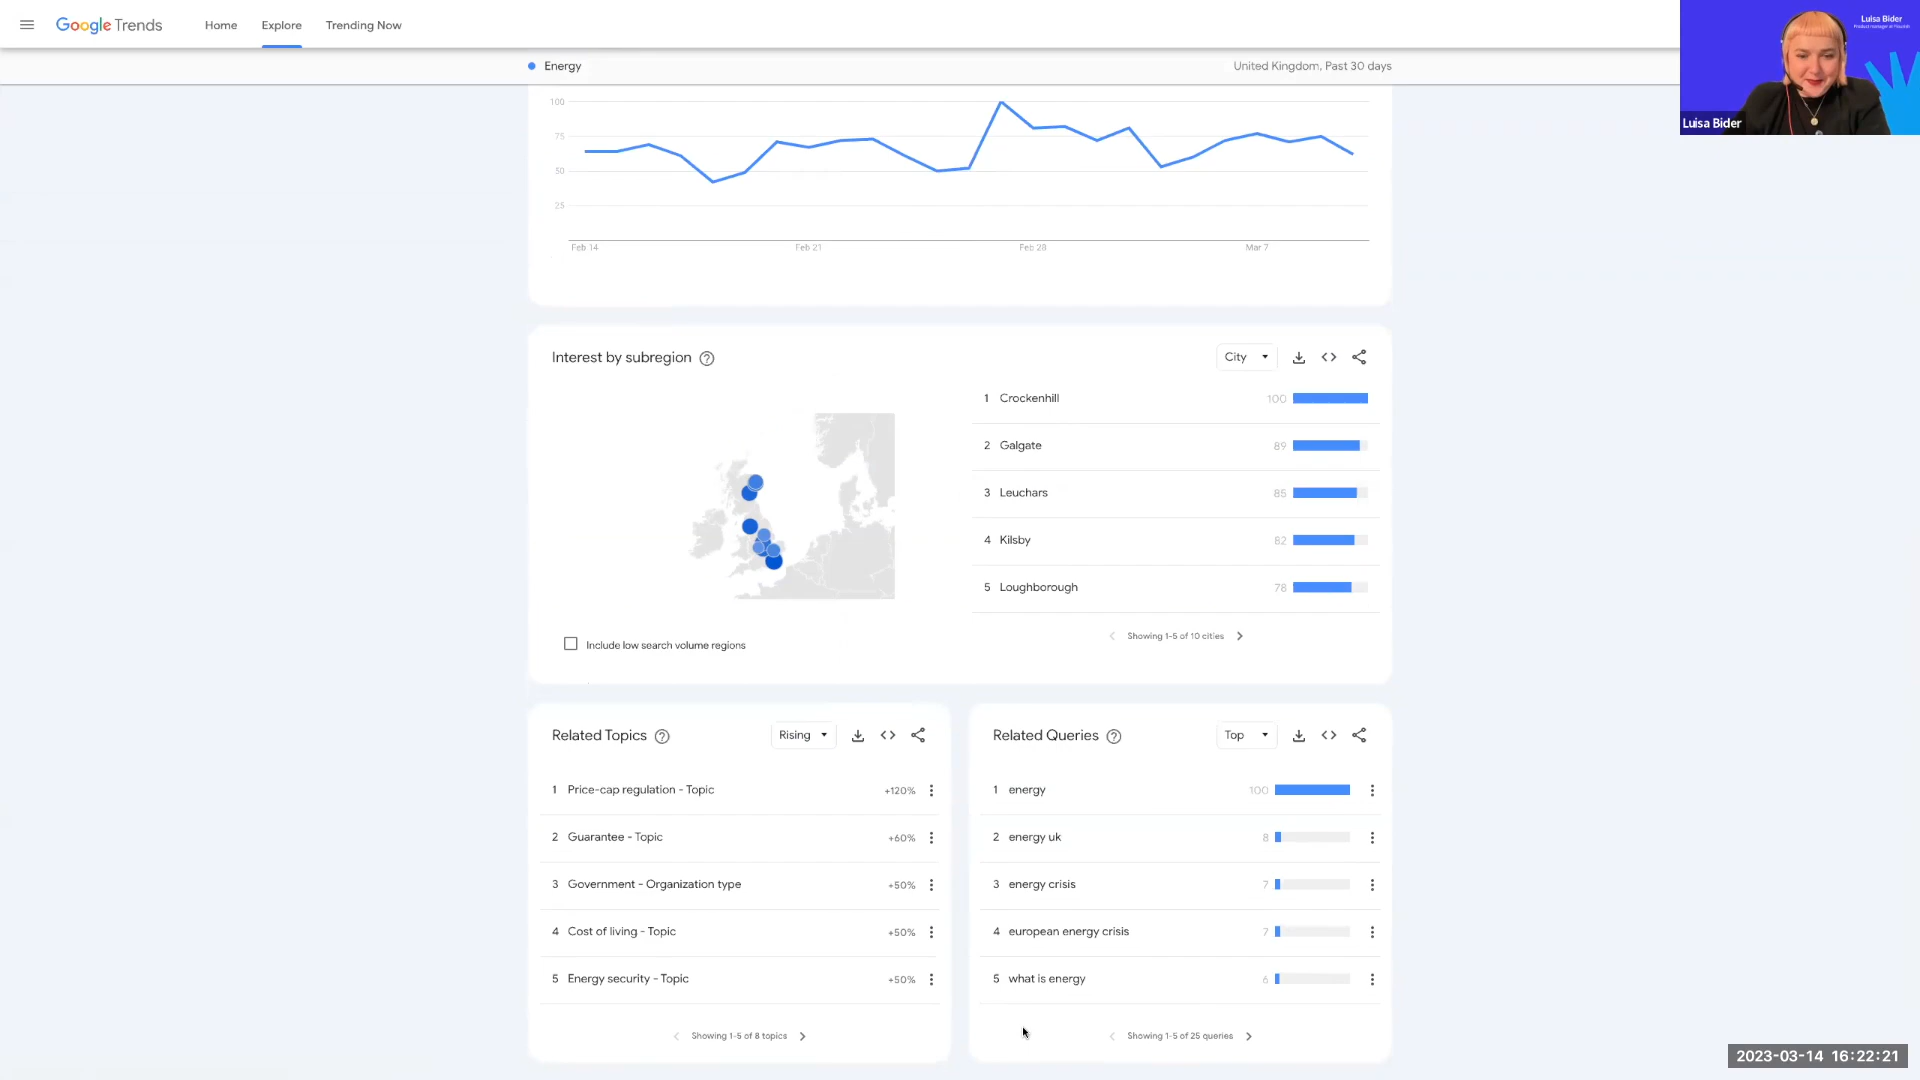 Google Trends Home Explore Trending Now
Luisa Bider
Luisa Bider
Energy United Kingdom, Past 30 days
100
75
50
25
Feb 14 Feb 21 Feb 28 Mar 7
Interest by subregion City
1 Crockenhill 100
2 Galgate 89
3 Leuchars 85
4 Kilsby 82
5 Loughborough 78
Showing 1-5 of 10 cities
Include low search volume regions
Related Topics Rising
1 Price-cap regulation - Topic +120%
2 Guarantee - Topic +60%
3 Government - Organization type +50%
4 Cost of living - Topic +50%
5 Energy security - Topic +50%
Showing 1-5 of 8 topics
Related Queries Top
1 energy 100
2 energy uk 8
3 energy crisis 7
4 european energy crisis 7
5 what is energy 6
Showing 1-5 of 25 queries
2023-03-14 16:22:21